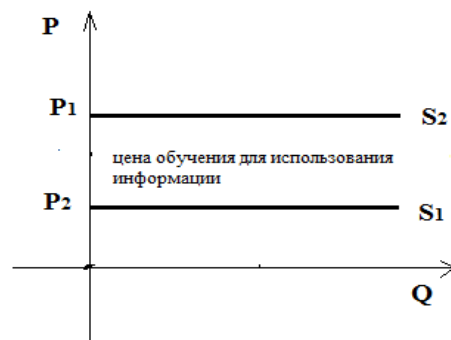 P
P1
S2
цена обучения для использования
информации
P2
S1
Q